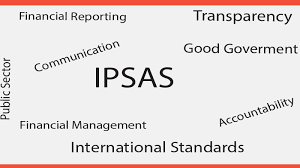 Financial Reporting
Transparency
Communication
Good Goverment
IPSAS
Public Sector
Accountability
Financial Management
International Standards